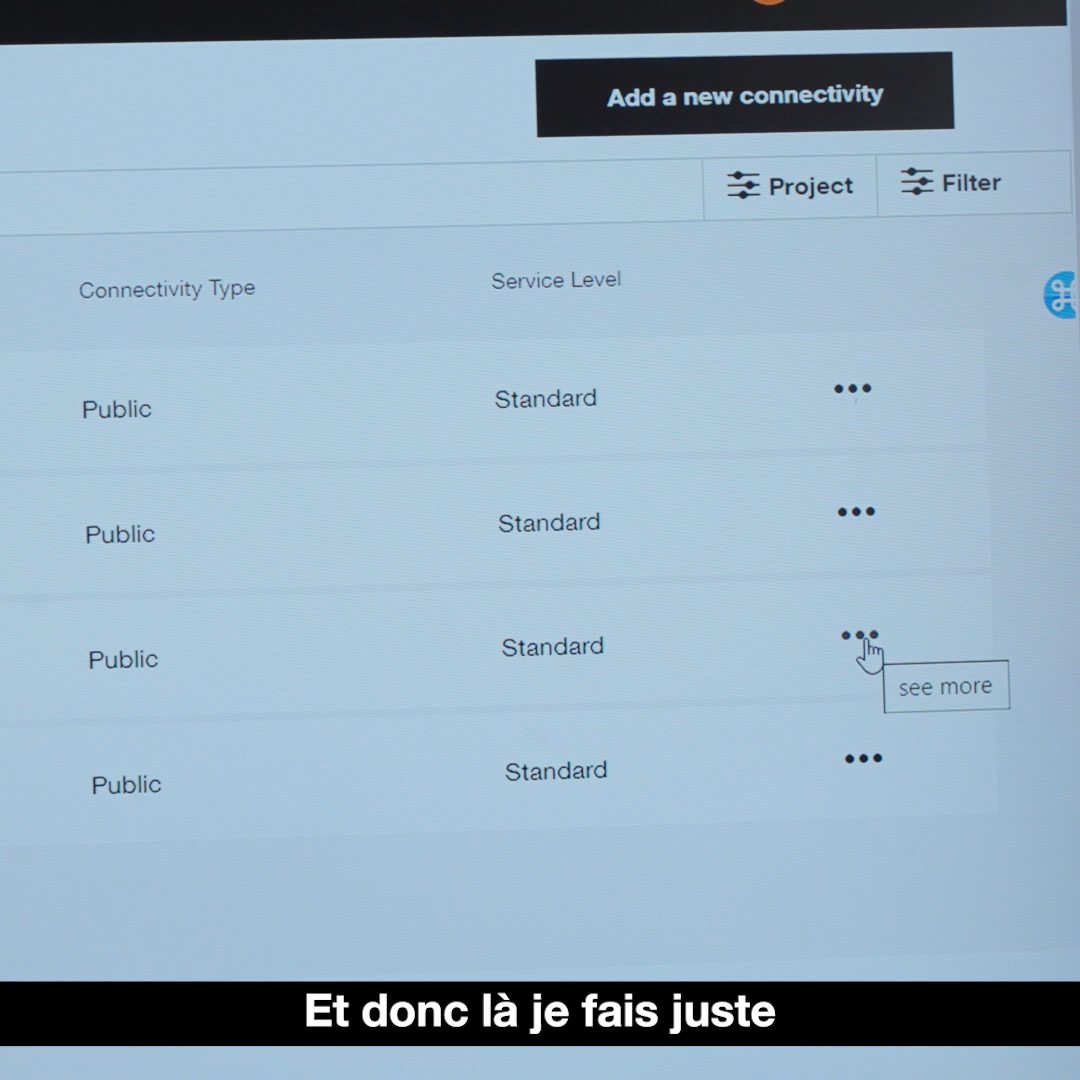 Add a new connectivity
Project
Filter
Connectivity Type
Service Level
Public
Standard
Public
Standard
Public
Standard
see more
Public
Standard
Et donc là je fais juste